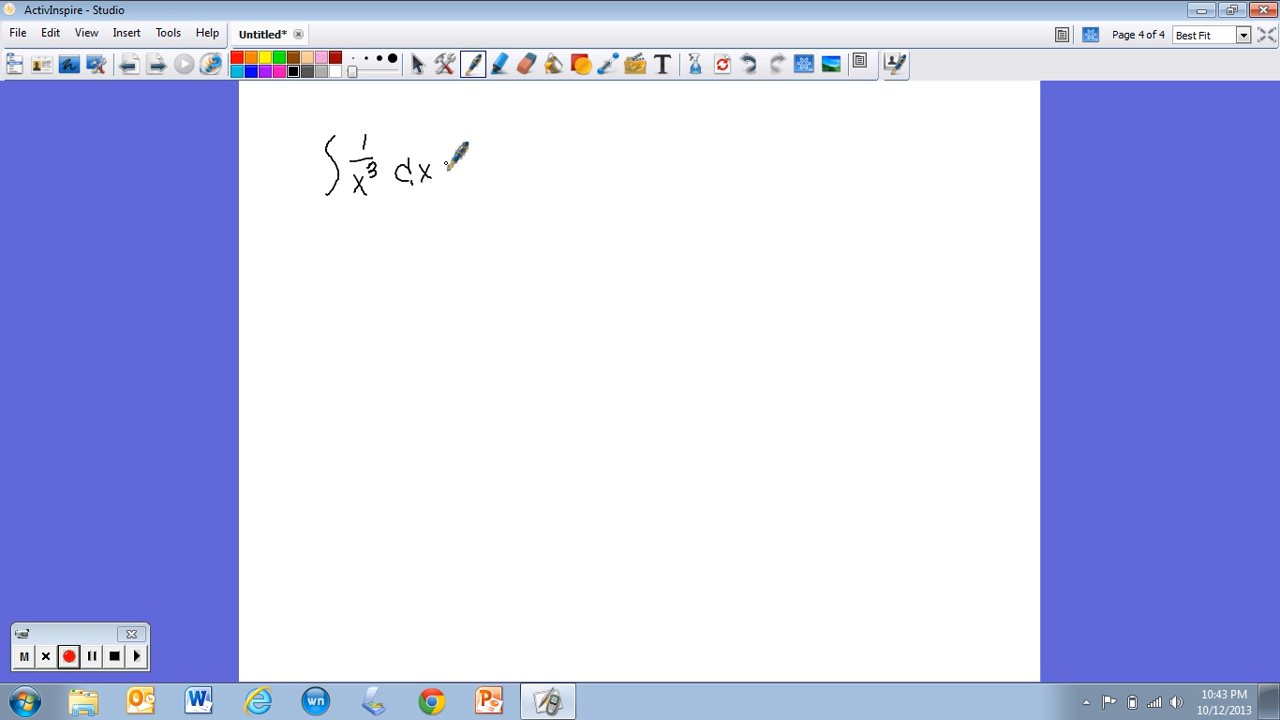 ActivInspire - Studio
File Edit View Insert Tools Help Untitled* Page 4 of 4 Best Fit
∫ 1/x³ dx
M
W wn P
10:43 PM
10/12/2013